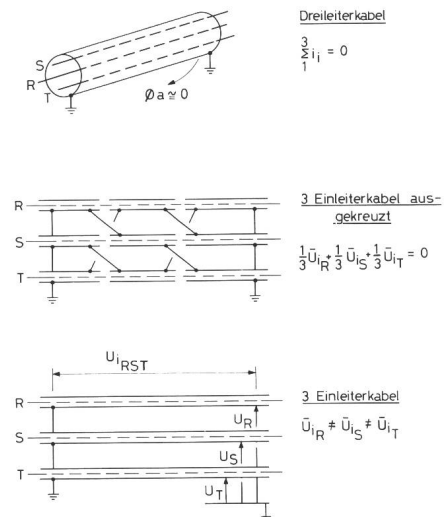 Dreileiterkabel
3
Σ i_i = 0
1
S
R
T
Φa ≅ 0
3 Einleiterkabel aus-
gekreuzt
R
S
T
1/3 Ū_iR + 1/3 Ū_iS + 1/3 Ū_iT = 0
U_iRST
3 Einleiterkabel
Ū_iR ≠ Ū_iS ≠ Ū_iT
R
U_R
S
U_S
T
U_T